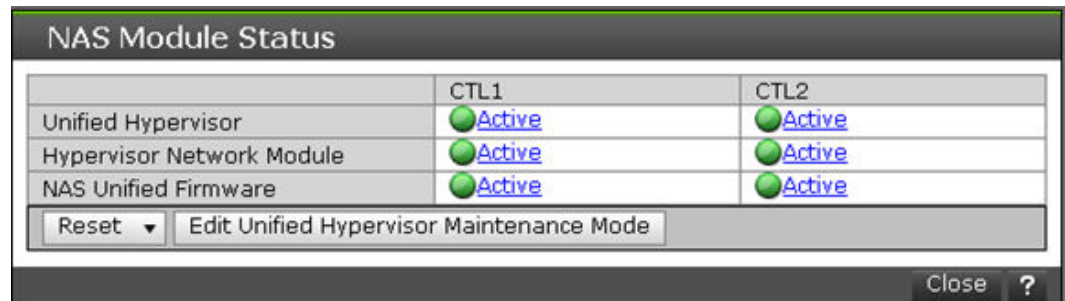 NAS Module Status
CTL1 CTL2
Unified Hypervisor Active Active
Hypervisor Network Module Active Active
NAS Unified Firmware Active Active
Reset ▼ Edit Unified Hypervisor Maintenance Mode
Close ?